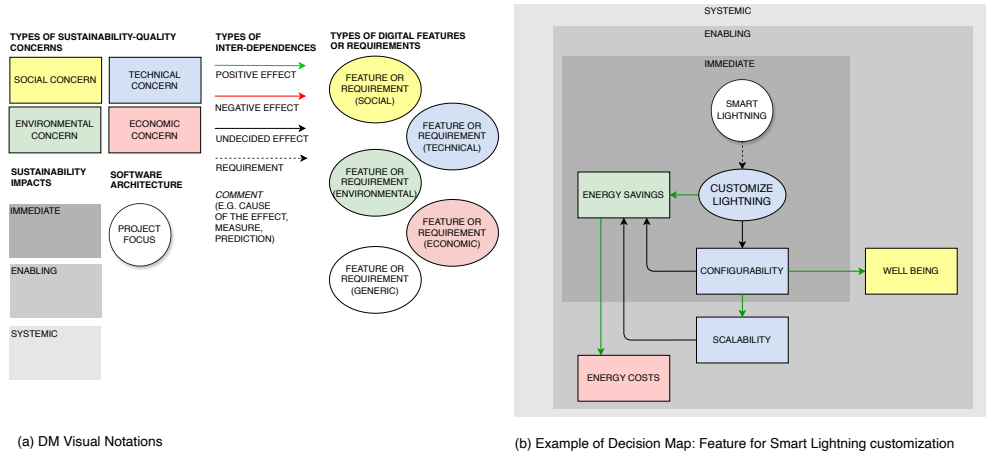 TYPES OF SUSTAINABILITY-QUALITY
CONCERNS
SOCIAL CONCERN
TECHNICAL
CONCERN
ENVIRONMENTAL
CONCERN
ECONOMIC
CONCERN
SUSTAINABILITY
IMPACTS
IMMEDIATE
ENABLING
SYSTEMIC
SOFTWARE
ARCHITECTURE
PROJECT
FOCUS
TYPES OF
INTER-DEPENDENCES
POSITIVE EFFECT
NEGATIVE EFFECT
UNDECIDED EFFECT
REQUIREMENT
COMMENT
(E.G. CAUSE
OF THE EFFECT,
MEASURE,
PREDICTION)
TYPES OF DIGITAL FEATURES
OR REQUIREMENTS
FEATURE OR
REQUIREMENT
(SOCIAL)
FEATURE OR
REQUIREMENT
(TECHNICAL)
FEATURE OR
REQUIREMENT
(ENVIRONMENTAL)
FEATURE OR
REQUIREMENT
(ECONOMIC)
FEATURE OR
REQUIREMENT
(GENERIC)
(a) DM Visual Notations
SYSTEMIC
ENABLING
IMMEDIATE
SMART
LIGHTNING
CUSTOMIZE
LIGHTNING
ENERGY SAVINGS
CONFIGURABILITY
WELL BEING
SCALABILITY
ENERGY COSTS
(b) Example of Decision Map: Feature for Smart Lightning customization